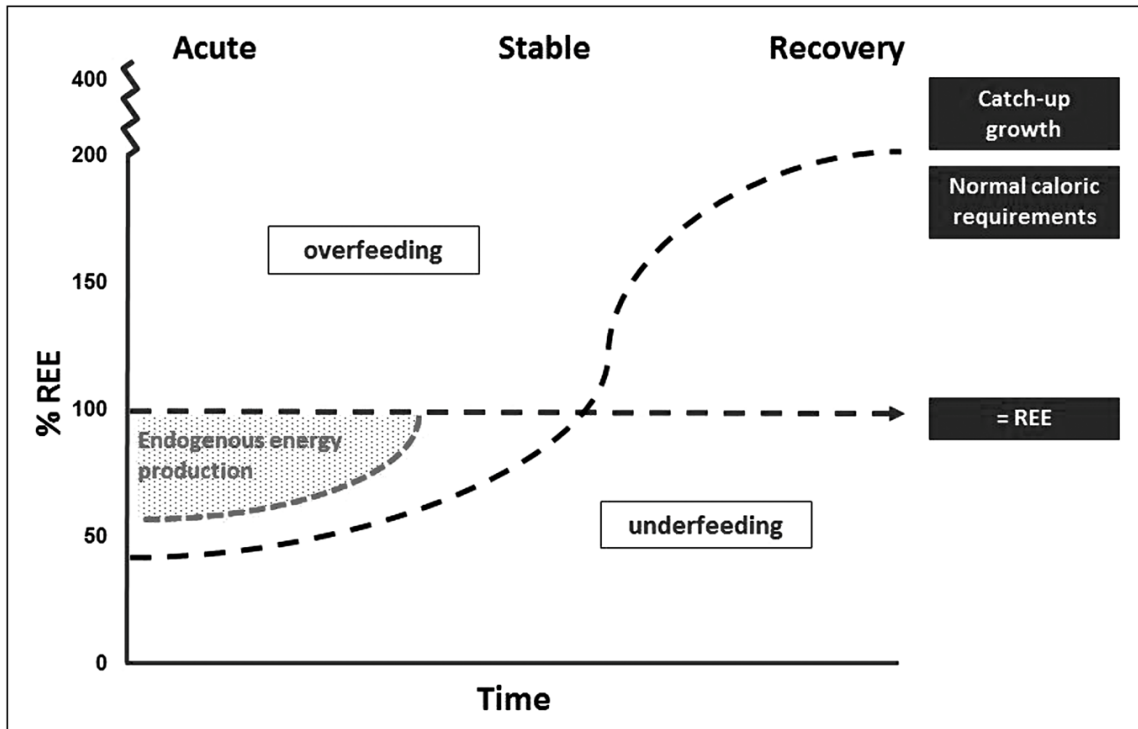 Acute Stable Recovery
400
200
150
100
50
0
% REE
overfeeding
Endogenous energy
production
underfeeding
Time
Catch-up
growth
Normal caloric
requirements
= REE